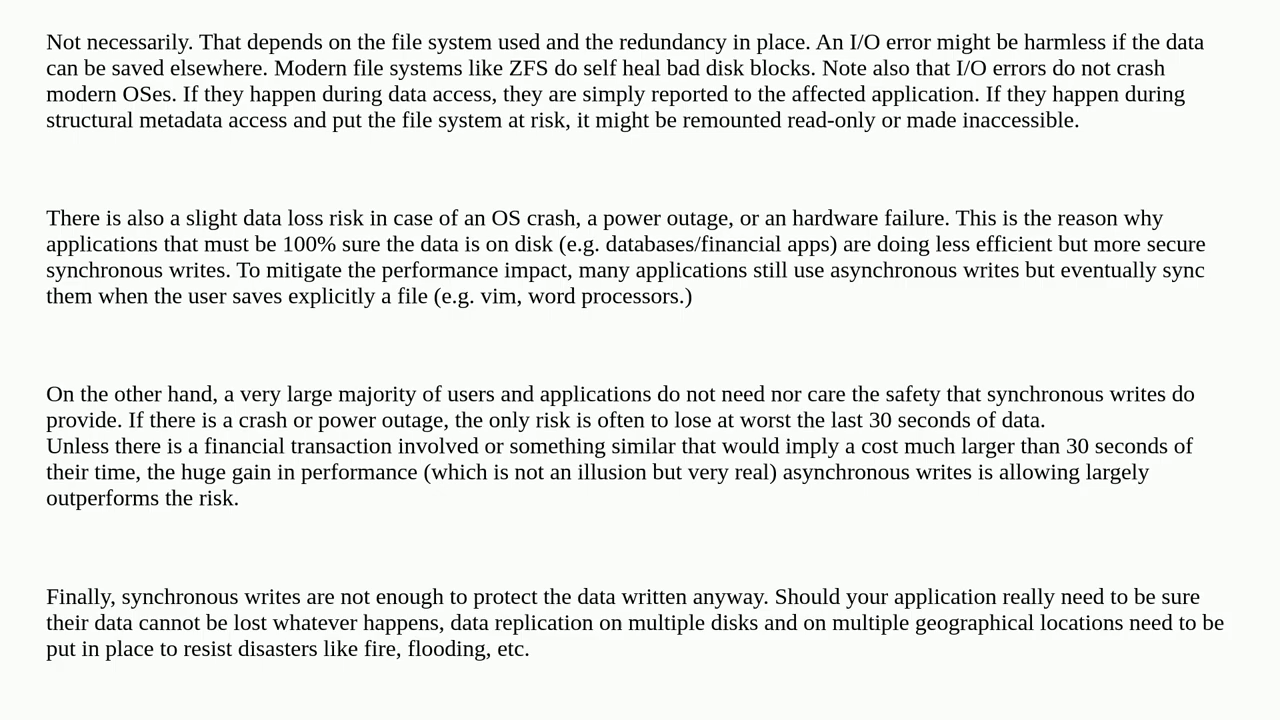 Not necessarily. That depends on the file system used and the redundancy in place. An I/O error might be harmless if the data
can be saved elsewhere. Modern file systems like ZFS do self heal bad disk blocks. Note also that I/O errors do not crash
modern OSes. If they happen during data access, they are simply reported to the affected application. If they happen during
structural metadata access and put the file system at risk, it might be remounted read-only or made inaccessible.
There is also a slight data loss risk in case of an OS crash, a power outage, or an hardware failure. This is the reason why
applications that must be 100% sure the data is on disk (e.g. databases/financial apps) are doing less efficient but more secure
synchronous writes. To mitigate the performance impact, many applications still use asynchronous writes but eventually sync
them when the user saves explicitly a file (e.g. vim, word processors.)
On the other hand, a very large majority of users and applications do not need nor care the safety that synchronous writes do
provide. If there is a crash or power outage, the only risk is often to lose at worst the last 30 seconds of data.
Unless there is a financial transaction involved or something similar that would imply a cost much larger than 30 seconds of
their time, the huge gain in performance (which is not an illusion but very real) asynchronous writes is allowing largely
outperforms the risk.
Finally, synchronous writes are not enough to protect the data written anyway. Should your application really need to be sure
their data cannot be lost whatever happens, data replication on multiple disks and on multiple geographical locations need to be
put in place to resist disasters like fire, flooding, etc.